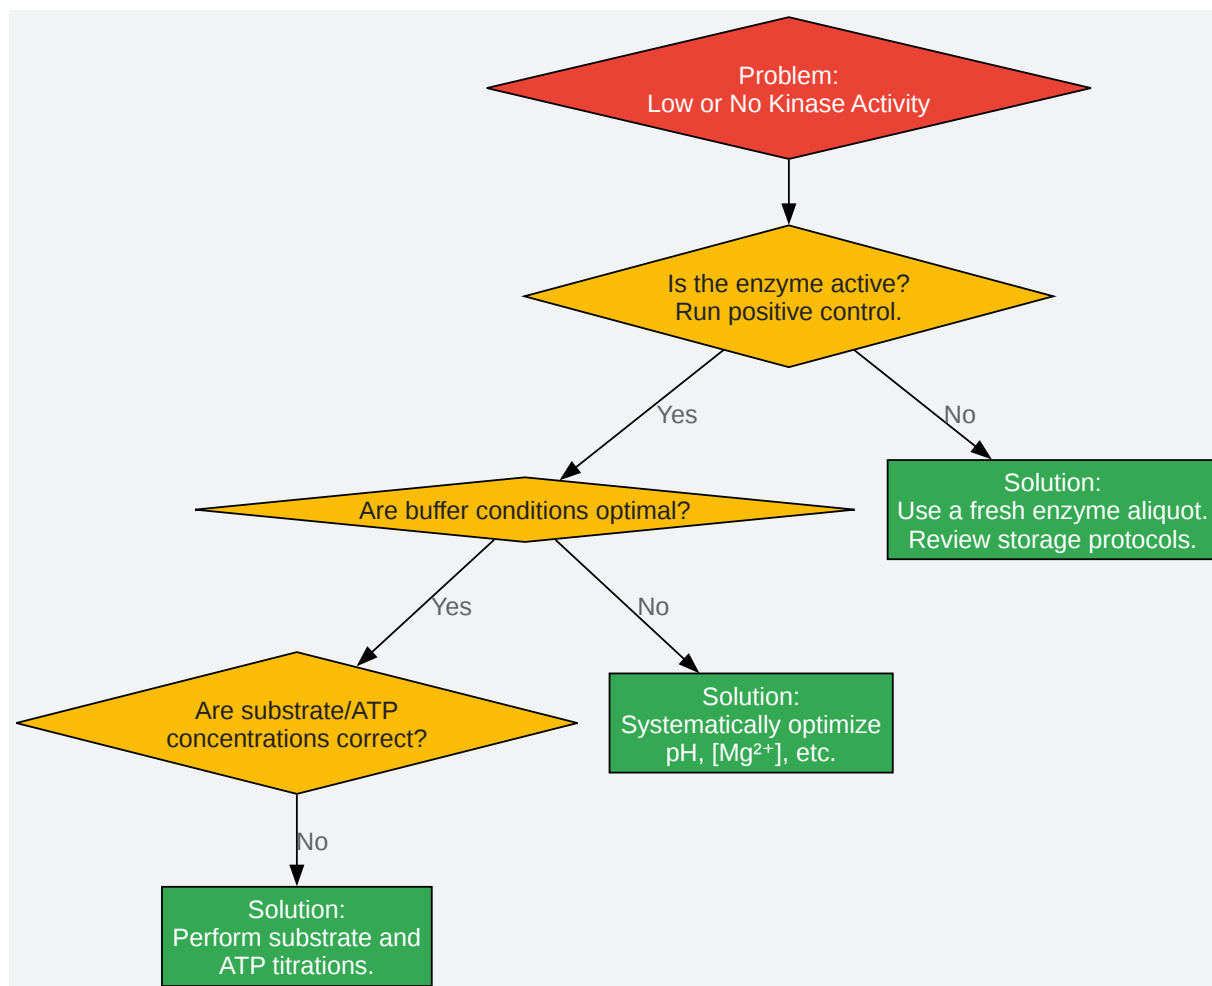 Problem:
Low or No Kinase Activity
Is the enzyme active?
Run positive control.
Yes
No
Solution:
Use a fresh enzyme aliquot.
Review storage protocols.
Are buffer conditions optimal?
Yes
No
Solution:
Systematically optimize
pH, [Mg²⁺], etc.
Are substrate/ATP
concentrations correct?
No
Solution:
Perform substrate and
ATP titrations.